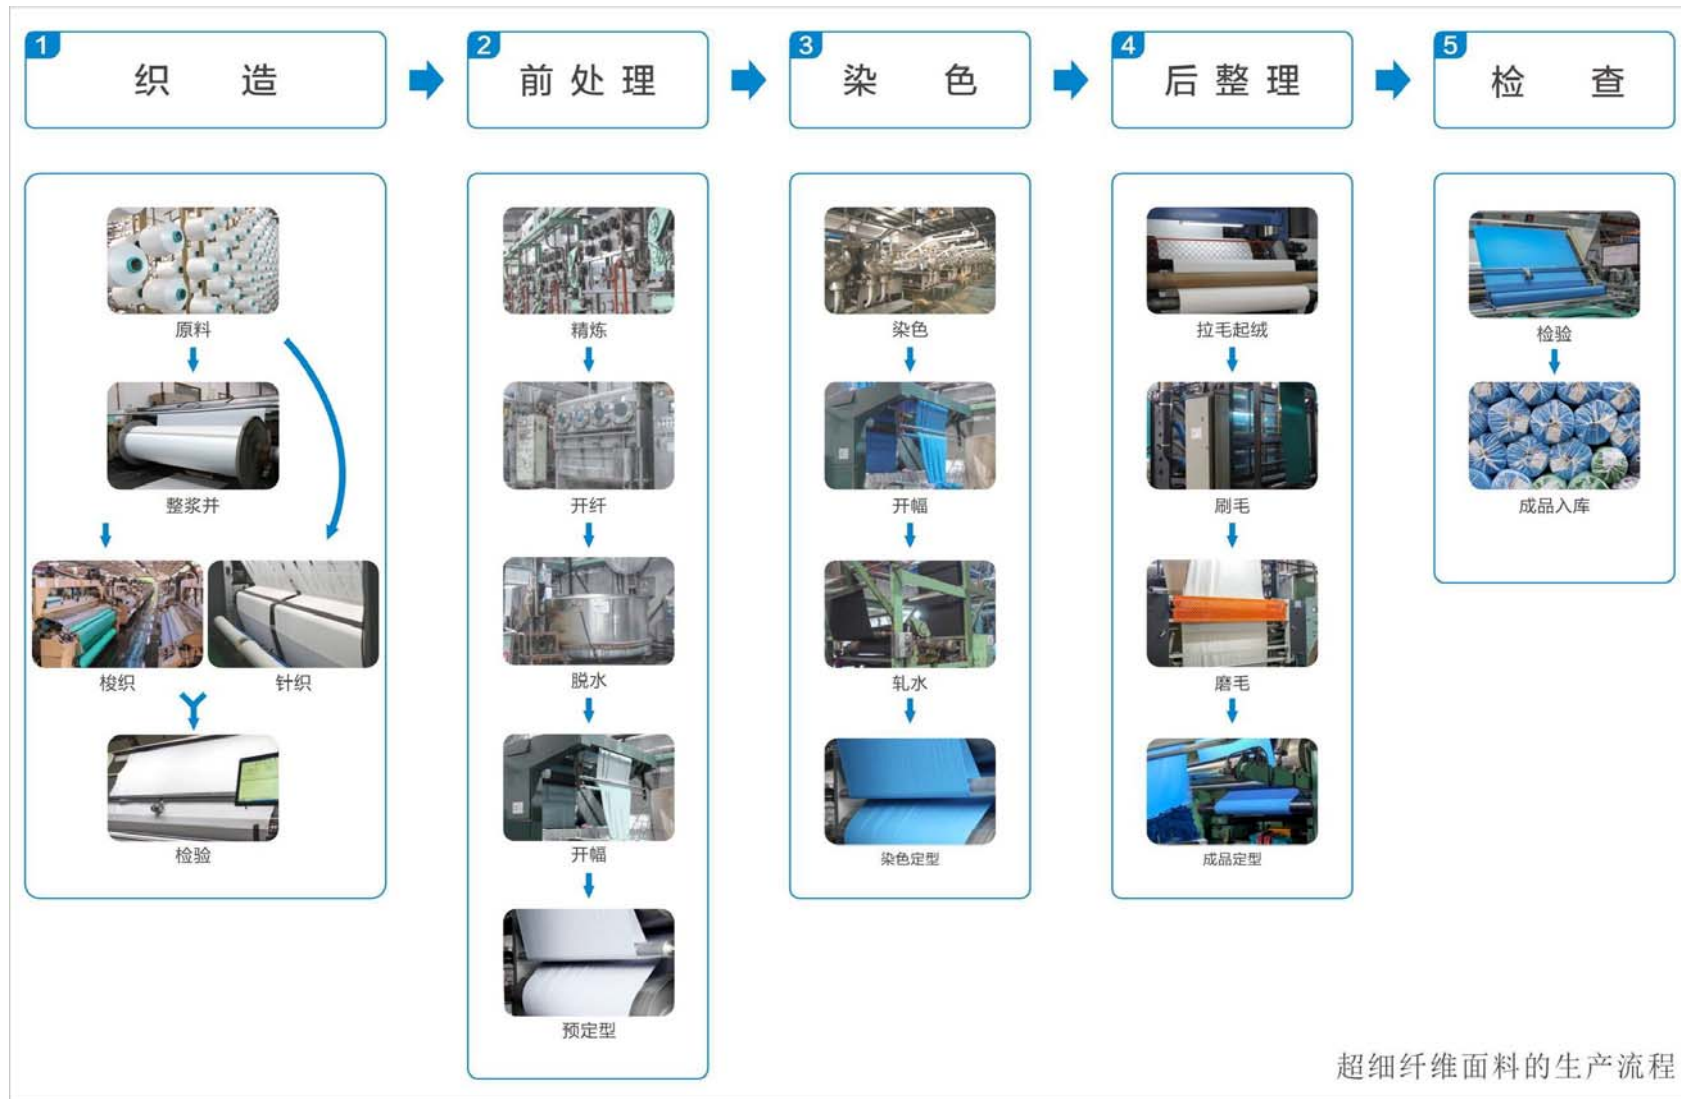 1
织 造
2
前处理
3
染 色
4
后整理
5
检 查
原料
整浆并
梭织
针织
检验
精炼
开纤
脱水
开幅
预定型
染色
开幅
轧水
染色定型
拉毛起绒
刷毛
磨毛
成品定型
检验
成品入库
超细纤维面料的生产流程